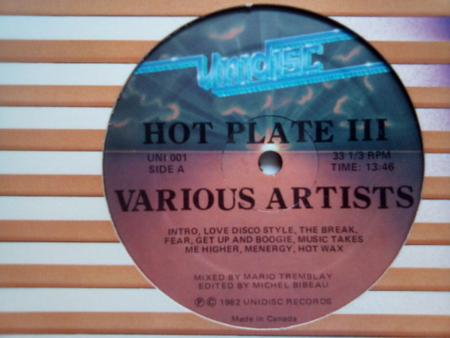 Unidisc
HOT PLATE III
UNI 001
SIDE A
33 1/3 RPM
TIME: 13:46
VARIOUS ARTISTS
INTRO, LOVE DISCO STYLE, THE BREAK,
FEAR, GET UP AND BOOGIE, MUSIC TAKES
ME HIGHER, MENERGY, HOT WAX
MIXED BY MARIO TREMBLAY
EDITED BY MICHEL BIBEAU
℗ © 1982 UNIDISC RECORDS
Made in Canada